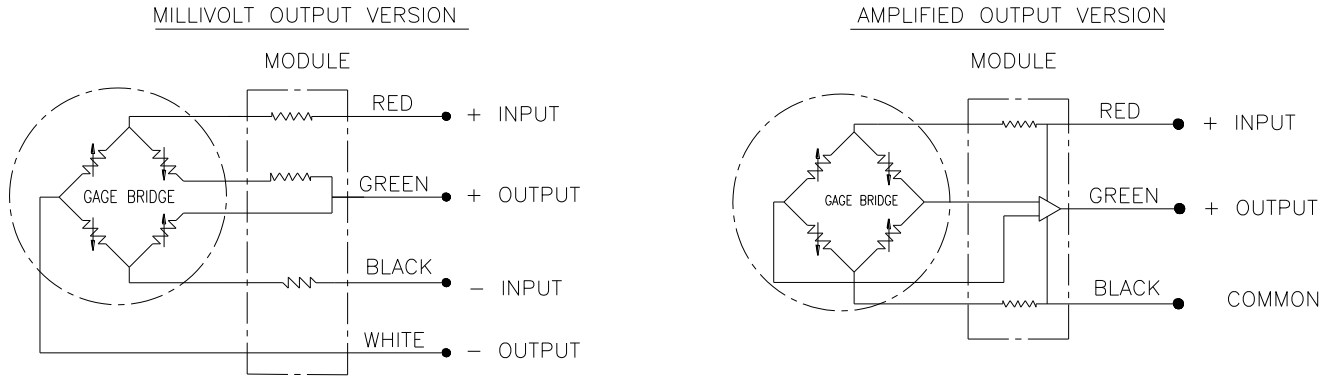 MILLIVOLT OUTPUT VERSION
MODULE
RED
+ INPUT
GAGE BRIDGE
GREEN
+ OUTPUT
BLACK
- INPUT
WHITE
- OUTPUT
AMPLIFIED OUTPUT VERSION
MODULE
RED
+ INPUT
GAGE BRIDGE
GREEN
+ OUTPUT
BLACK
COMMON